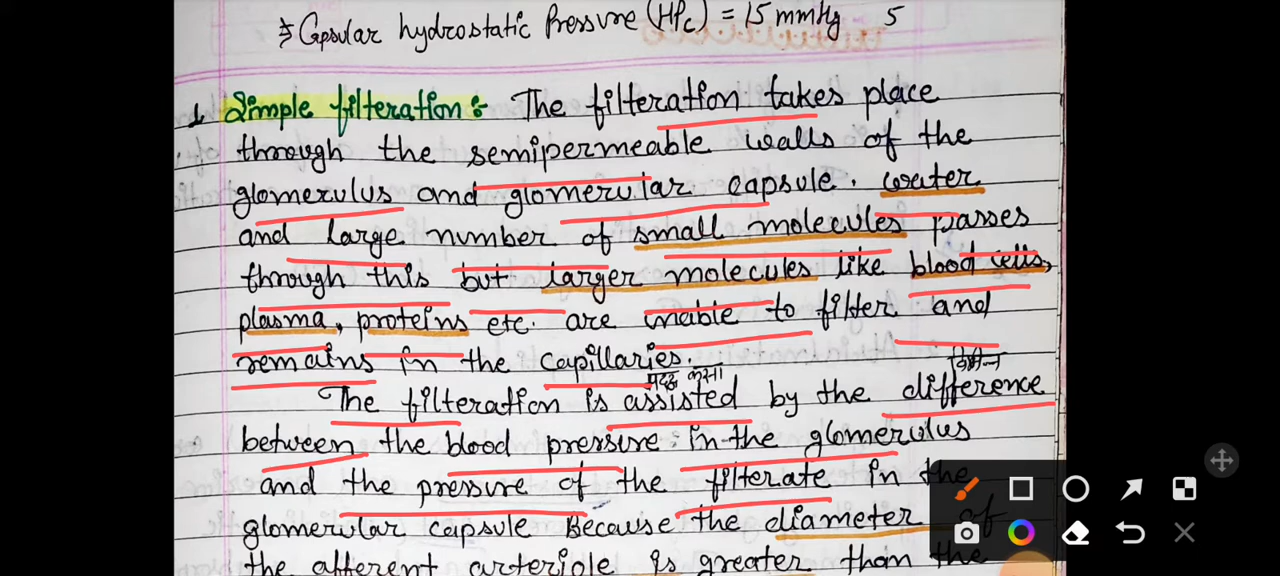 ⇒ Capsular hydrostatic Pressure (HPc) = 15 mmHg 5
1. Simple filteration :- The filteration takes place
through the semipermeable walls of the
glomerulus and glomerular capsule. water
and large number of small molecules passes
through this but larger molecules like blood cells,
plasma, proteins etc. are unable to filter and
remains in the capillaries.
मदद करना
The filteration is assisted by the difference
between the blood pressure in the glomerulus
and the pressure of the filterate in the
glomerular capsule Because the diameter of
the afferent arteriole is greater than the